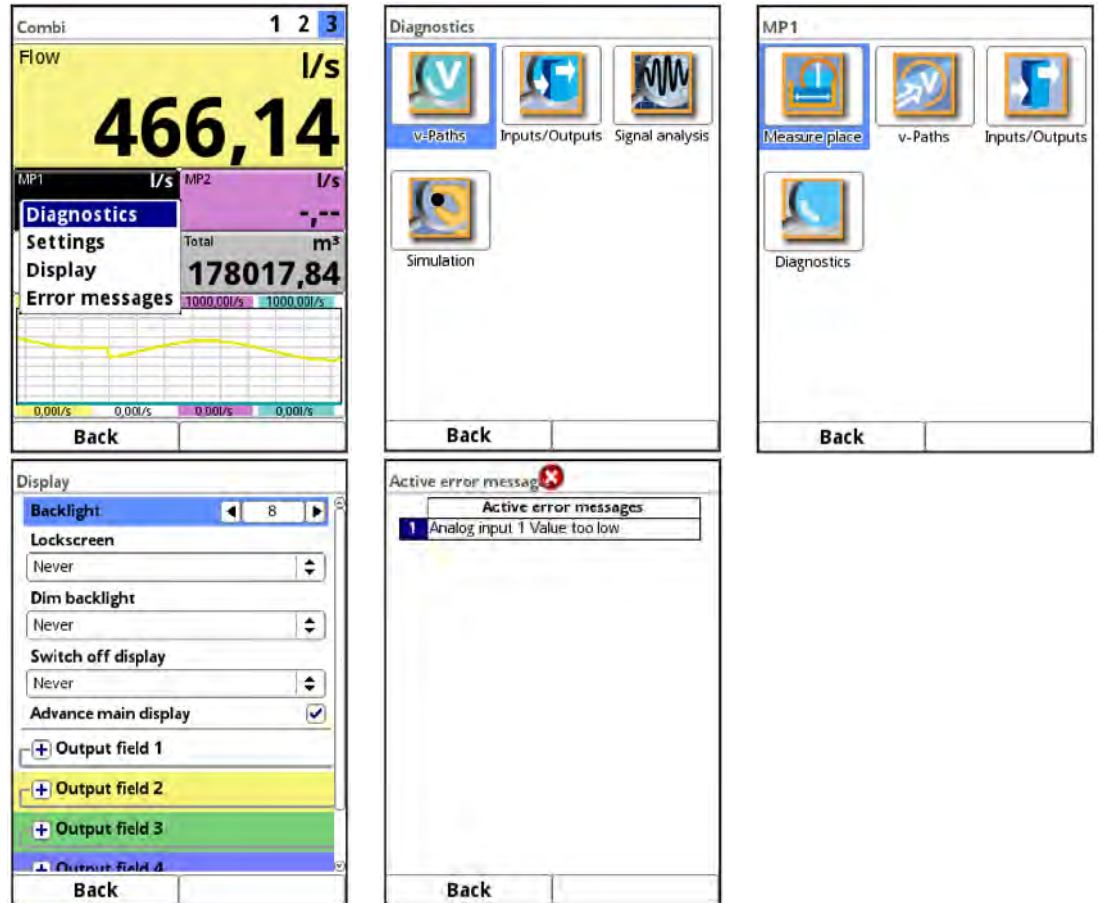 Combi 1 2 3
Flow l/s
466,14
MP1 l/s MP2 l/s
-,--
Diagnostics
Settings
Display
Error messages
Total m³
178017,84
1000,00l/s 1000,00l/s
0,00l/s 0,00l/s 0,00l/s 0,00l/s
Back
Diagnostics
v-Paths Inputs/Outputs Signal analysis
Simulation
Back
MP1
Measure place v-Paths Inputs/Outputs
Diagnostics
Back
Display
Backlight 8
Lockscreen
Never
Dim backlight
Never
Switch off display
Never
Advance main display
Output field 1
Output field 2
Output field 3
Output field 4
Back
Active error messag
Active error messages
1 Analog input 1 Value too low
Back